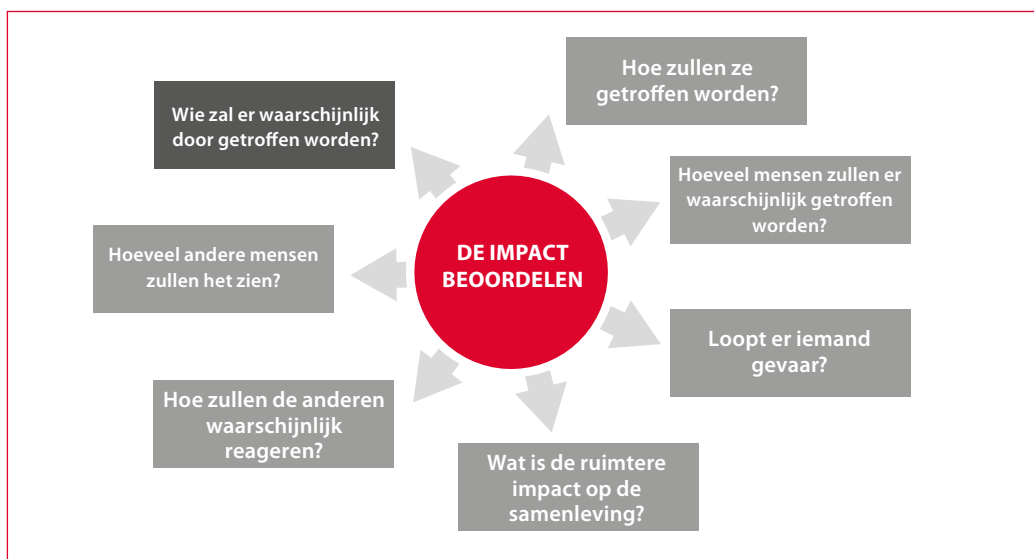 Hoe zullen ze
getroffen worden?
Wie zal er waarschijnlijk
door getroffen worden?
Hoeveel mensen zullen er
waarschijnlijk getroffen
worden?
DE IMPACT
BEOORDELEN
Hoeveel andere mensen
zullen het zien?
Loopt er iemand
gevaar?
Hoe zullen de anderen
waarschijnlijk
reageren?
Wat is de ruimtere
impact op de
samenleving?